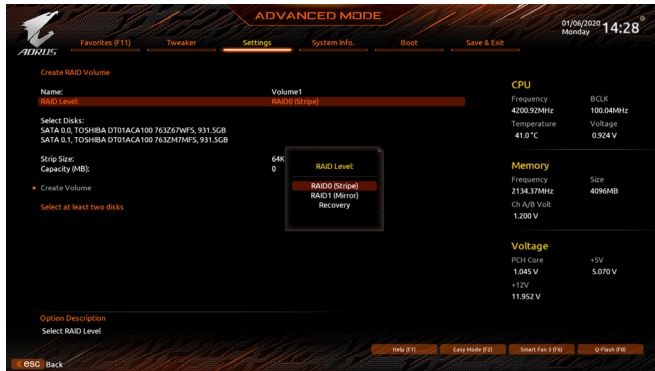 ADVANCED MODE
01/06/2020 Monday 14:28
AORUS
Favorites (F11) Tweaker Settings System Info. Boot Save & Exit
Create RAID Volume
Name: Volume1
RAID Level: RAID0 (Stripe)
Select Disks:
SATA 0.0, TOSHIBA DT01ACA100 763Z67WFS, 931.5GB
SATA 0.1, TOSHIBA DT01ACA100 763ZM7MFS, 931.5GB
Strip Size: 64K
Capacity (MB): 0
Create Volume
Select at least two disks
RAID Level:
RAID0 (Stripe)
RAID1 (Mirror)
Recovery
CPU
Frequency BCLK
4200.92MHz 100.04MHz
Temperature Voltage
41.0 °C 0.924 V
Memory
Frequency Size
2134.37MHz 4096MB
Ch A/B Volt
1.200 V
Voltage
PCH Core +5V
1.045 V 5.070 V
+12V
11.952 V
Option Description
Select RAID Level
Help (F1) Easy Mode (F2) Smart Fan 5 (F6) Q-Flash (F8)
esc Back